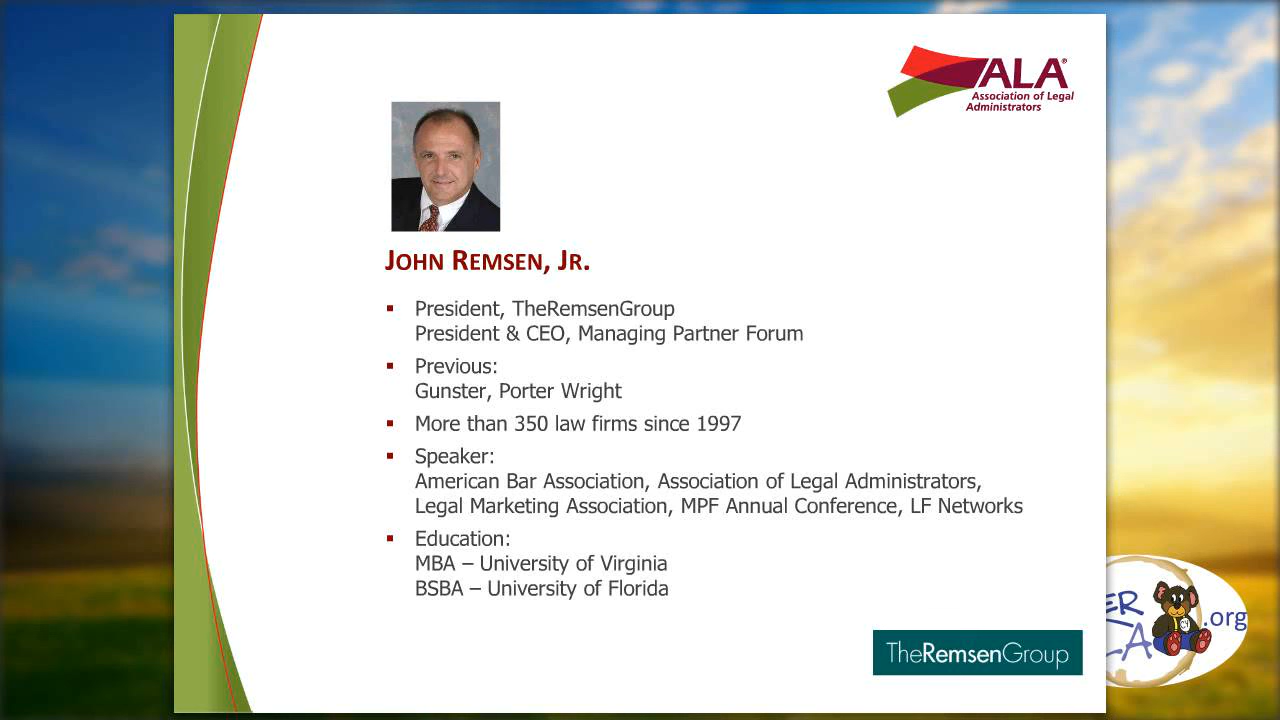 ALA®
Association of Legal
Administrators
JOHN REMSEN, JR.
▪ President, TheRemsenGroup
President & CEO, Managing Partner Forum
▪ Previous:
Gunster, Porter Wright
▪ More than 350 law firms since 1997
▪ Speaker:
American Bar Association, Association of Legal Administrators,
Legal Marketing Association, MPF Annual Conference, LF Networks
▪ Education:
MBA – University of Virginia
BSBA – University of Florida
TheRemsenGroup
ER
.org
CA